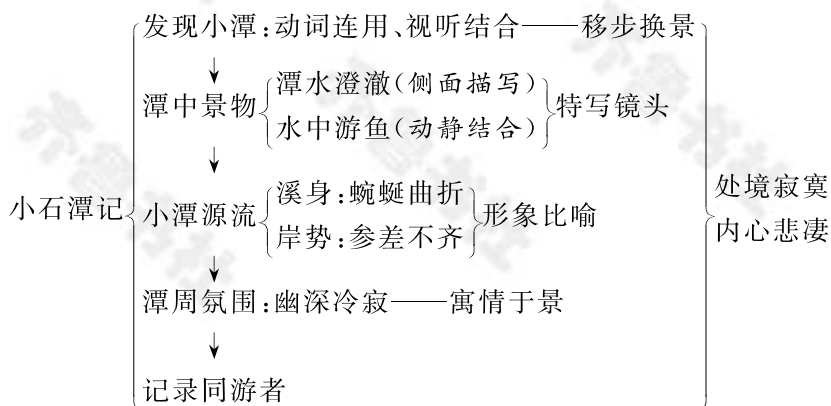 发现小潭:动词连用、视听结合——移步换景
潭中景物
潭水澄澈(侧面描写)
水中游鱼(动静结合)
特写镜头
小石潭记
小潭源流
溪身:蜿蜒曲折
岸势:参差不齐
形象比喻
处境寂寞
内心悲凄
潭周氛围:幽深冷寂——寓情于景
记录同游者